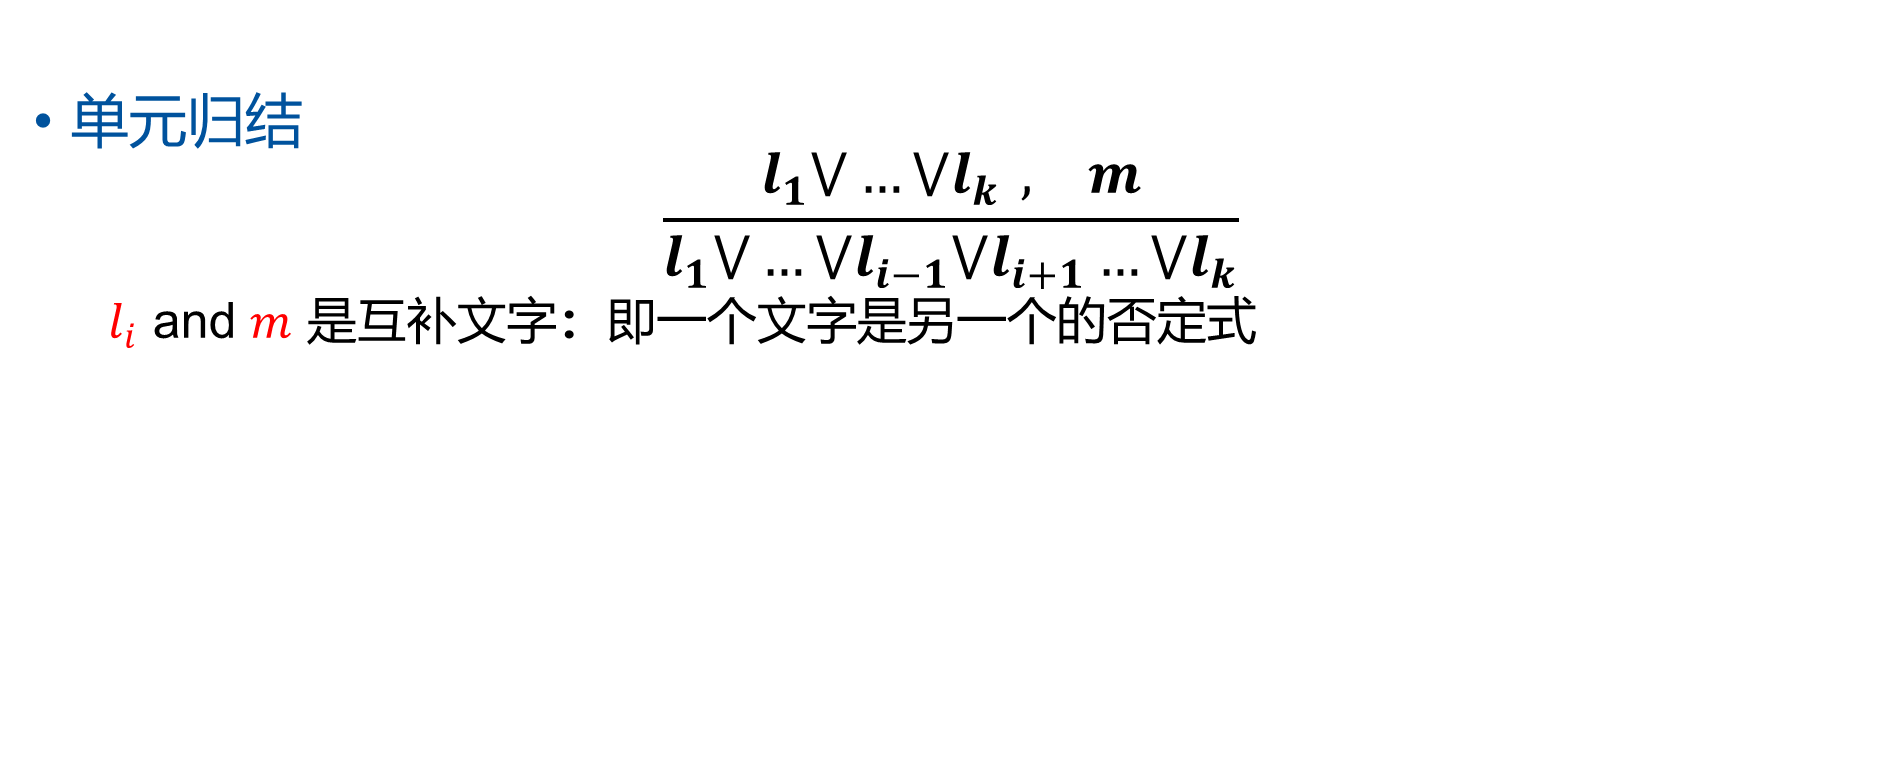 • 单元归结
l₁⋁ … ⋁lₖ , m
l₁⋁ … ⋁lᵢ₋₁⋁lᵢ₊₁ … ⋁lₖ
lᵢ and m 是互补文字：即一个文字是另一个的否定式